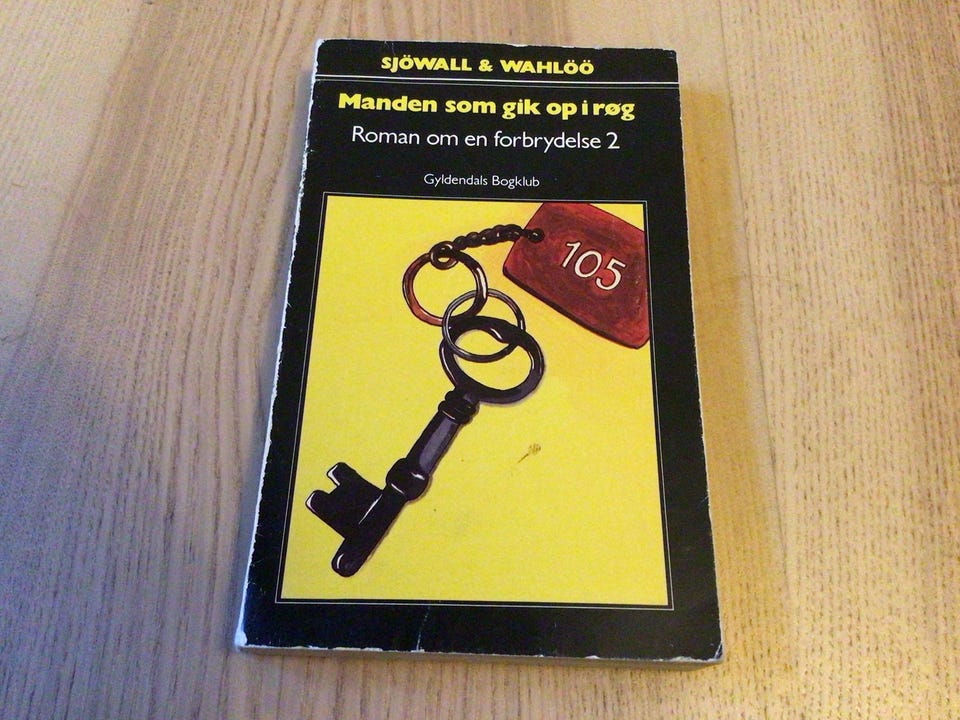 SJÖWALL & WAHLÖÖ
Manden som gik op i røg
Roman om en forbrydelse 2
Gyldendals Bogklub
105